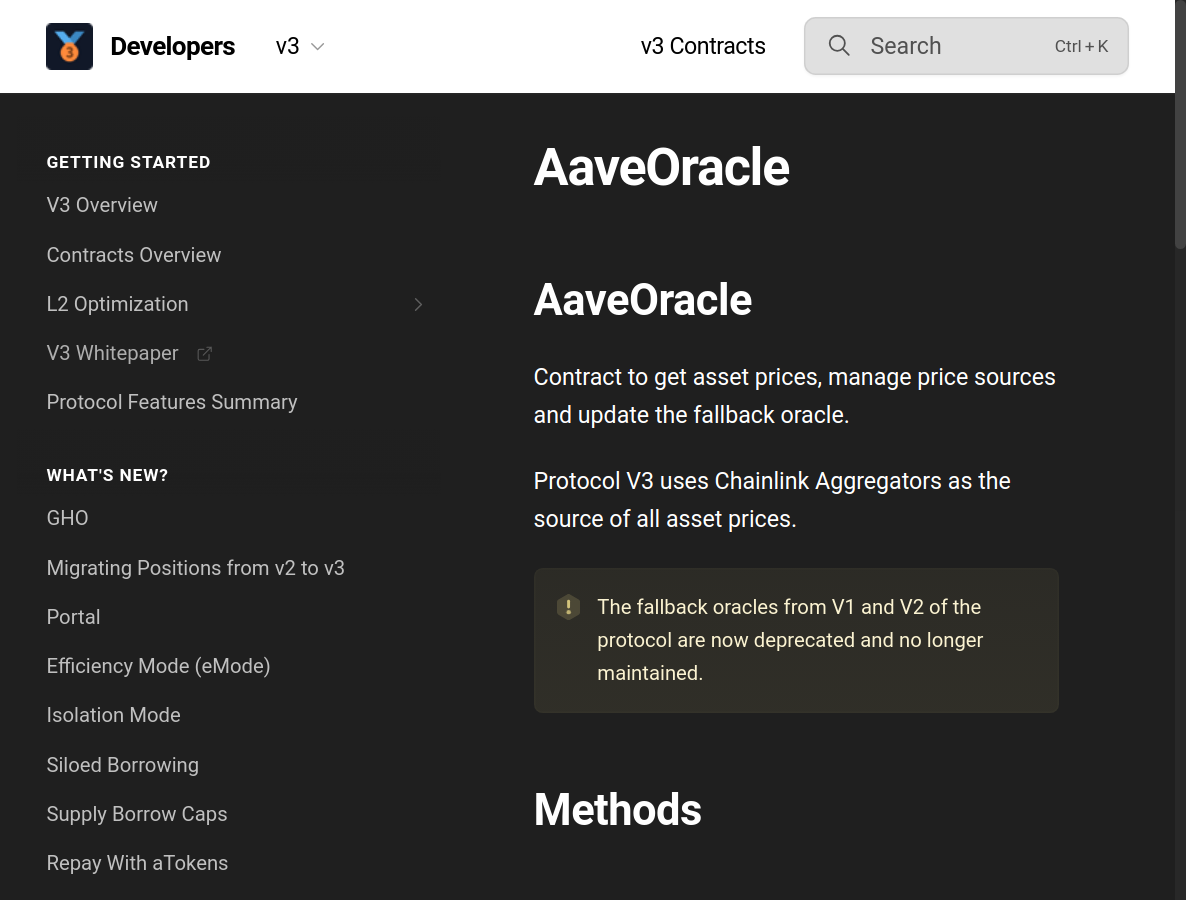 Developers
v3
v3 Contracts
Search
Ctrl + K
GETTING STARTED
V3 Overview
Contracts Overview
L2 Optimization
V3 Whitepaper
Protocol Features Summary
WHAT'S NEW?
GHO
Migrating Positions from v2 to v3
Portal
Efficiency Mode (eMode)
Isolation Mode
Siloed Borrowing
Supply Borrow Caps
Repay With aTokens
AaveOracle
AaveOracle
Contract to get asset prices, manage price sources
and update the fallback oracle.
Protocol V3 uses Chainlink Aggregators as the
source of all asset prices.
The fallback oracles from V1 and V2 of the
protocol are now deprecated and no longer
maintained.
Methods